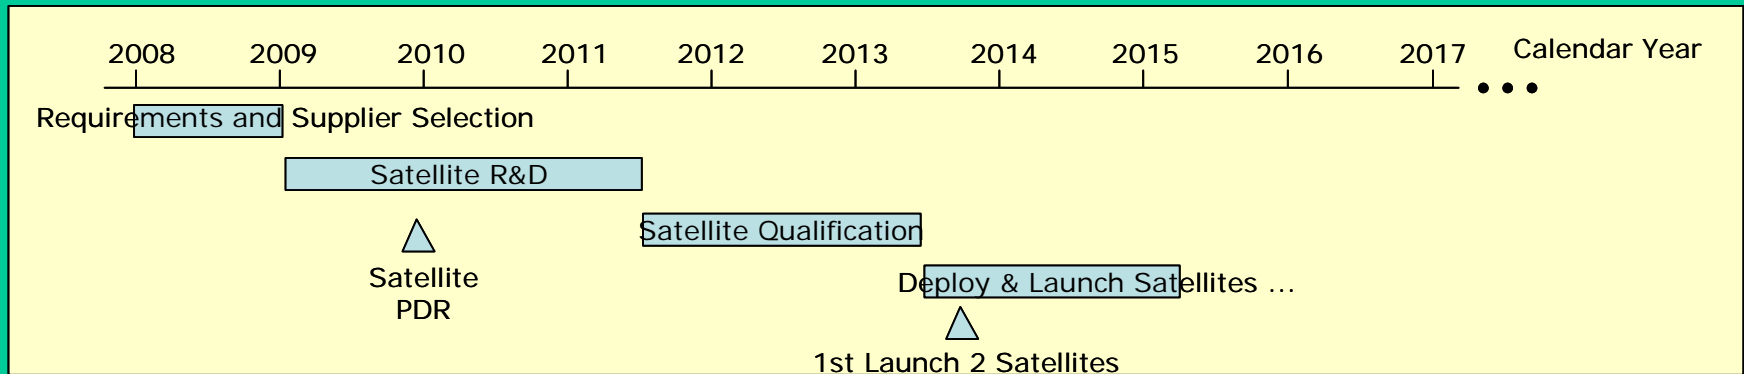 2008 2009 2010 2011 2012 2013 2014 2015 2016 2017 Calendar Year
Requirements and Supplier Selection
Satellite R&D
Satellite Qualification
Satellite
PDR
Deploy & Launch Satellites ...
1st Launch 2 Satellites